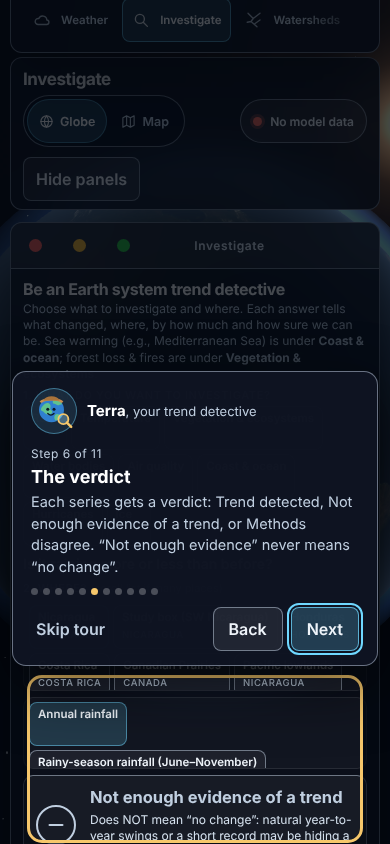 Weather
Investigate
Watersheds
Investigate
Globe
Map
No model data
Hide panels
Investigate
Be an Earth system trend detective
Choose what to investigate and where. Each answer tells
what changed, where, by how much and how sure we can
be. Sea warming (e.g., Mediterranean Sea) is under Coast &
ocean; forest loss & fires are under Vegetation &
Terra, your trend detective
Step 6 of 11
The verdict
Each series gets a verdict: Trend detected, Not
enough evidence of a trend, or Methods
disagree. “Not enough evidence” never means
“no change”.
Skip tour
Back
Next
Costa Rica
Canadian Prairies
Pacific lowlands
COSTA RICA
CANADA
NICARAGUA
Annual rainfall
Rainy-season rainfall (June–November)
Not enough evidence of a trend
Does NOT mean “no change”: natural year-to-
year swings or a short record may be hiding a